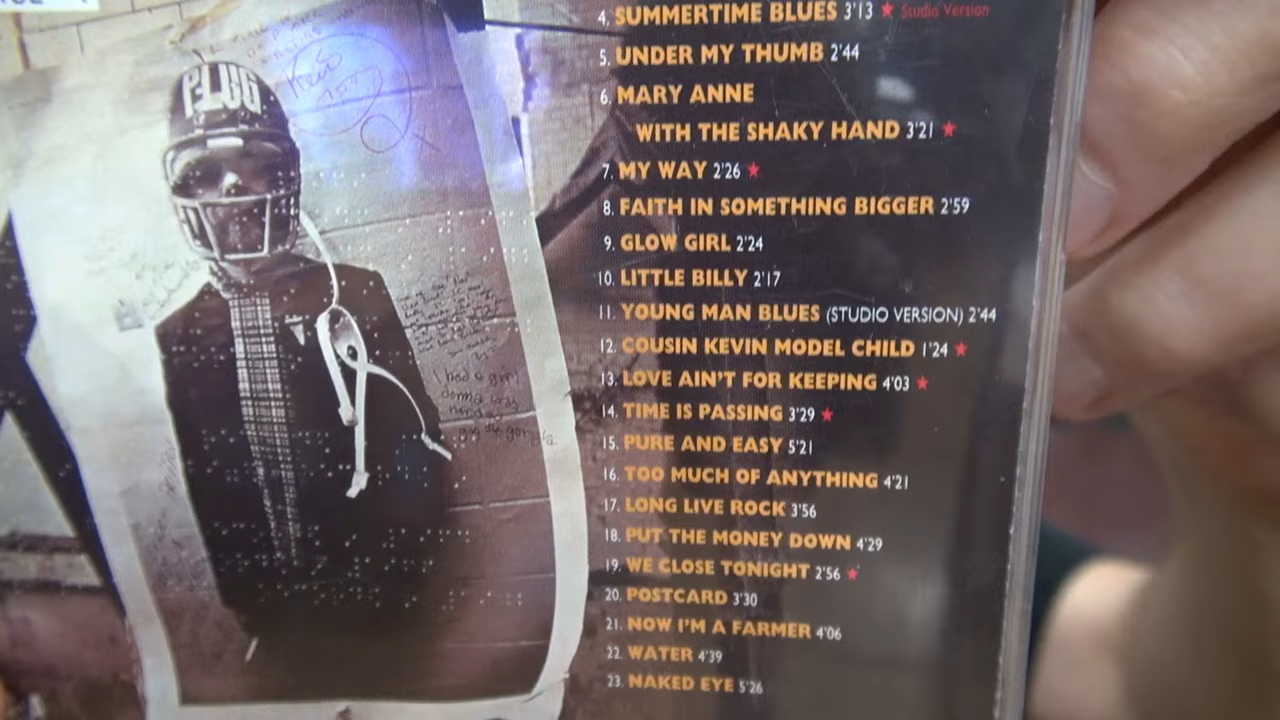 4. SUMMERTIME BLUES 3'13 ★ Studio Version
5. UNDER MY THUMB 2'44
6. MARY ANNE
WITH THE SHAKY HAND 3'21 ★
7. MY WAY 2'26 ★
8. FAITH IN SOMETHING BIGGER 2'59
9. GLOW GIRL 2'24
10. LITTLE BILLY 2'17
11. YOUNG MAN BLUES (STUDIO VERSION) 2'44
12. COUSIN KEVIN MODEL CHILD 1'24 ★
13. LOVE AIN'T FOR KEEPING 4'03 ★
14. TIME IS PASSING 3'29 ★
15. PURE AND EASY 5'21
16. TOO MUCH OF ANYTHING 4'21
17. LONG LIVE ROCK 3'56
18. PUT THE MONEY DOWN 4'29
19. WE CLOSE TONIGHT 2'56 ★
20. POSTCARD 3'30
21. NOW I'M A FARMER 4'06
22. WATER 4'39
23. NAKED EYE 5'26
PLUG
I had a girl